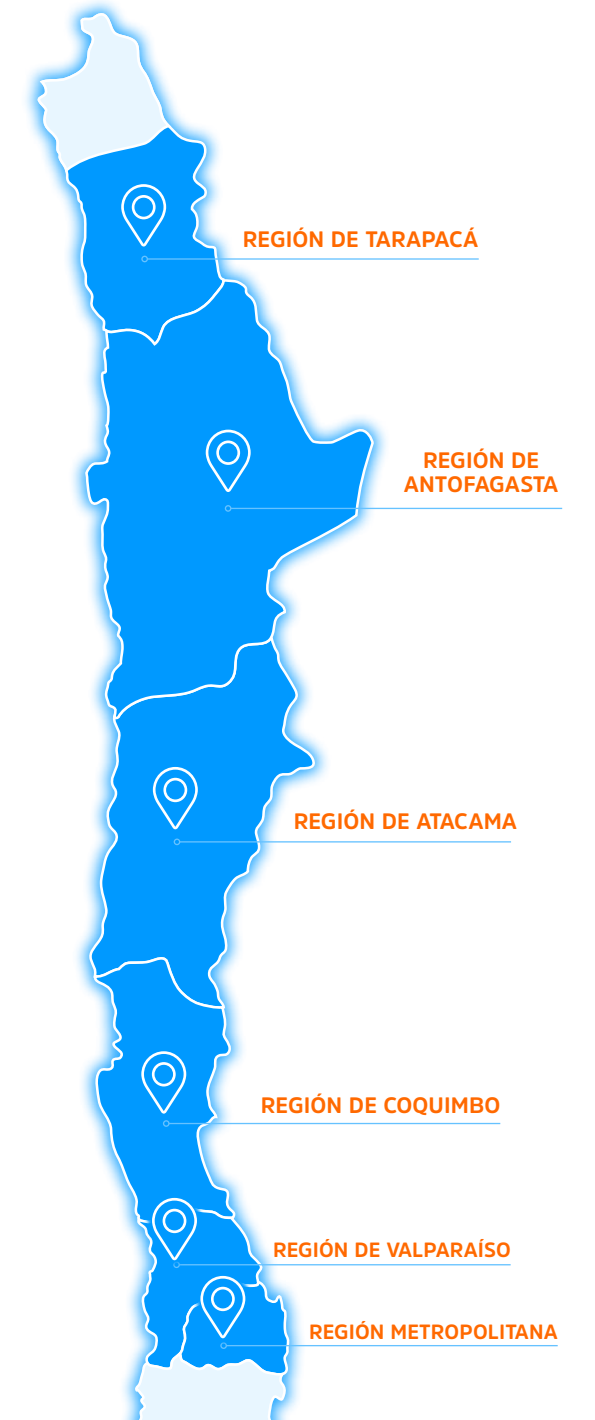 REGIÓN DE TARAPACÁ
REGIÓN DE
ANTOFAGASTA
REGIÓN DE ATACAMA
REGIÓN DE COQUIMBO
REGIÓN DE VALPARAÍSO
REGIÓN METROPOLITANA